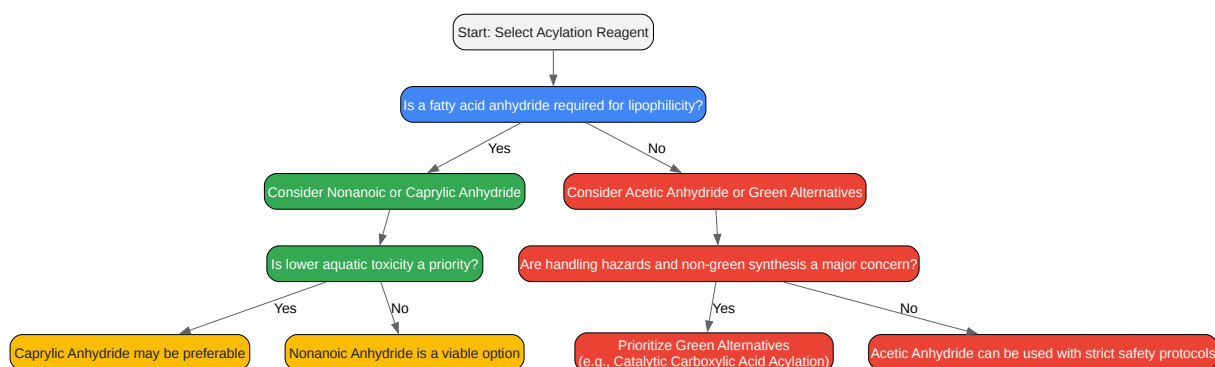 Start: Select Acylation Reagent
Is a fatty acid anhydride required for lipophilicity?
Yes
No
Consider Nonanoic or Caprylic Anhydride
Consider Acetic Anhydride or Green Alternatives
Is lower aquatic toxicity a priority?
Are handling hazards and non-green synthesis a major concern?
Yes
No
Yes
No
Caprylic Anhydride may be preferable
Nonanoic Anhydride is a viable option
Prioritize Green Alternatives
(e.g., Catalytic Carboxylic Acid Acylation)
Acetic Anhydride can be used with strict safety protocols